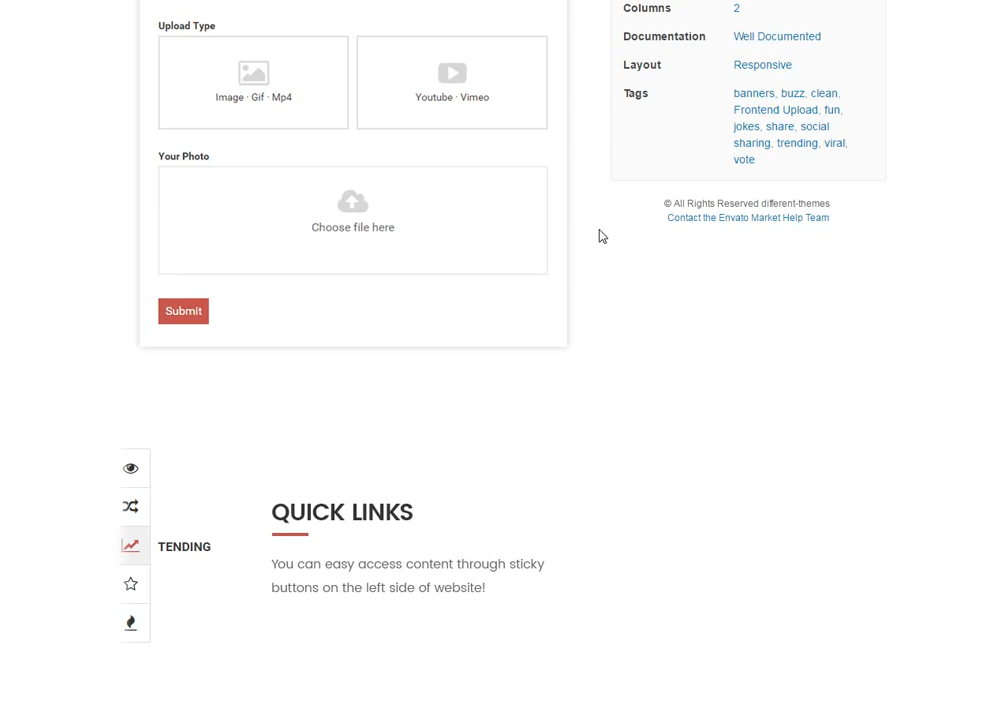 Upload Type
Image · Gif · Mp4
Youtube · Vimeo
Your Photo
Choose file here
Submit
Columns 2
Documentation Well Documented
Layout Responsive
Tags banners, buzz, clean,
Frontend Upload, fun,
jokes, share, social
sharing, trending, viral,
vote
© All Rights Reserved different-themes
Contact the Envato Market Help Team
TENDING
QUICK LINKS
You can easy access content through sticky
buttons on the left side of website!